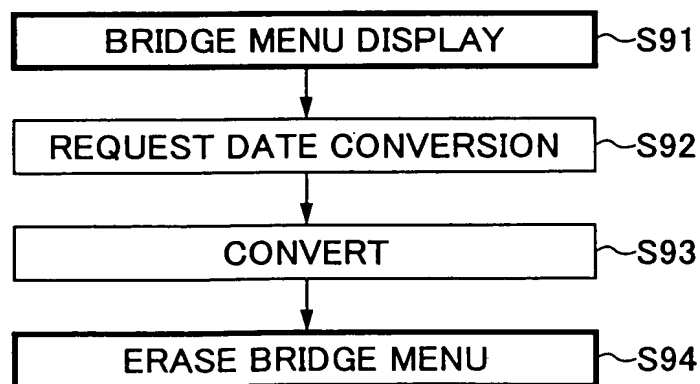 BRIDGE MENU DISPLAY ~S91
REQUEST DATE CONVERSION ~S92
CONVERT ~S93
ERASE BRIDGE MENU ~S94